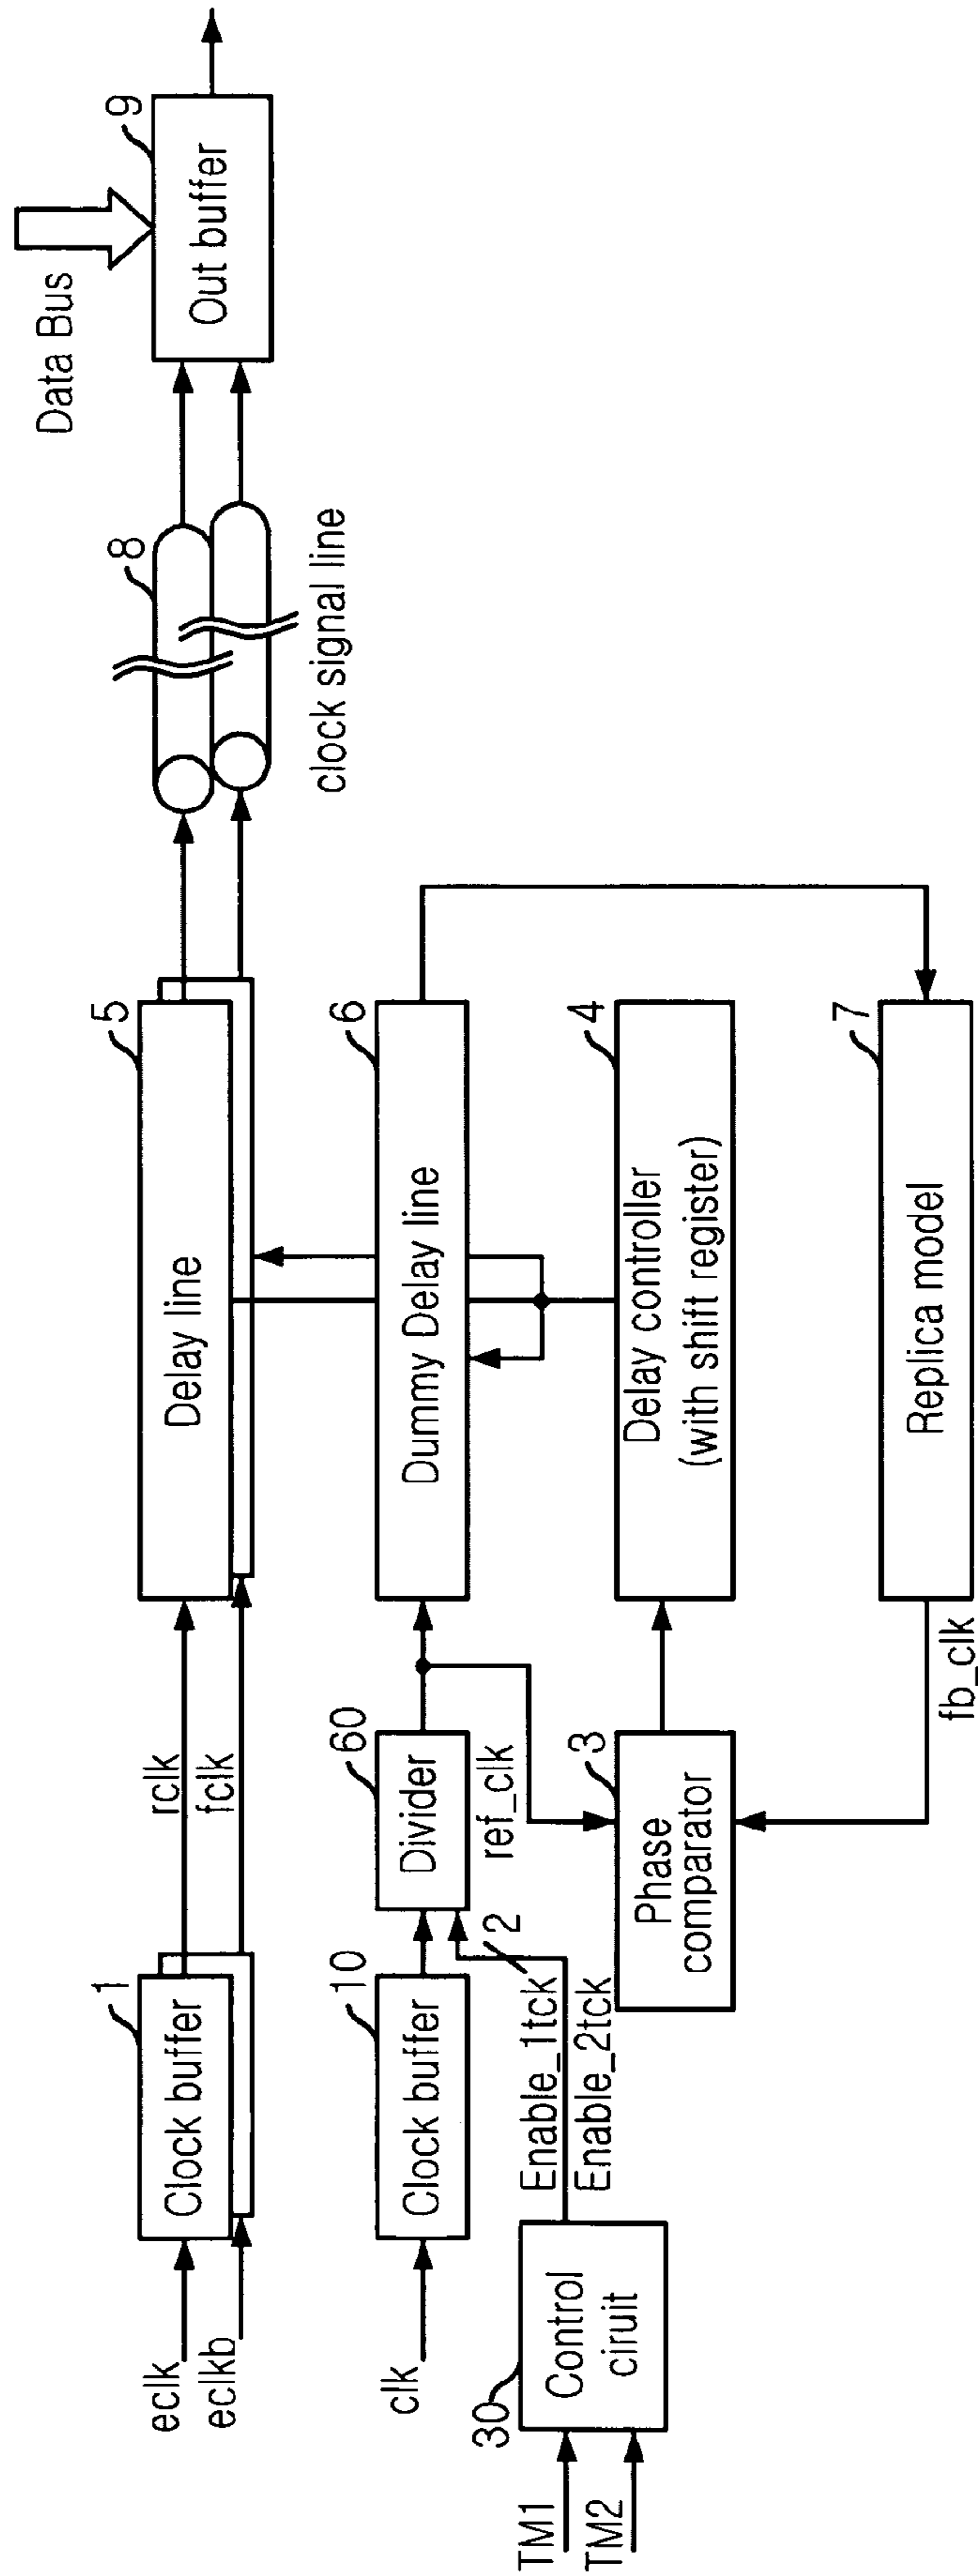 eclk
eclkb
1
Clock buffer
rclk
fclk
5
Delay line
8
clock signal line
Data Bus
9
Out buffer
clk
10
Clock buffer
60
Divider
ref_clk
6
Dummy Delay line
2
Enable_1tck
Enable_2tck
TM1
TM2
30
Control
ciruit
3
Phase
comparator
4
Delay controller
(with shift register)
7
Replica model
fb_clk